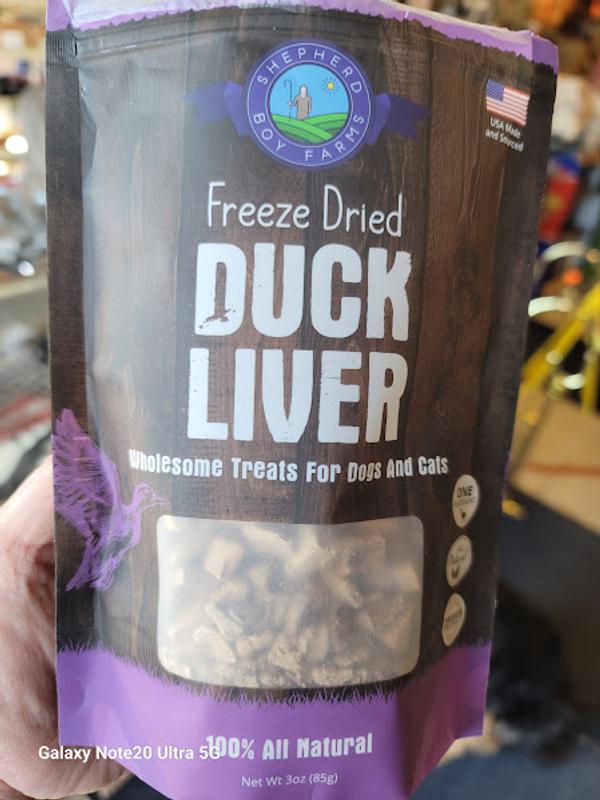 SHEPHERD
BOY FARMS
USA Made
and Sourced
Freeze Dried
DUCK
LIVER
Wholesome Treats For Dogs And Cats
ONE
100% All Natural
Net Wt 3oz (85g)
Galaxy Note20 Ultra 5G